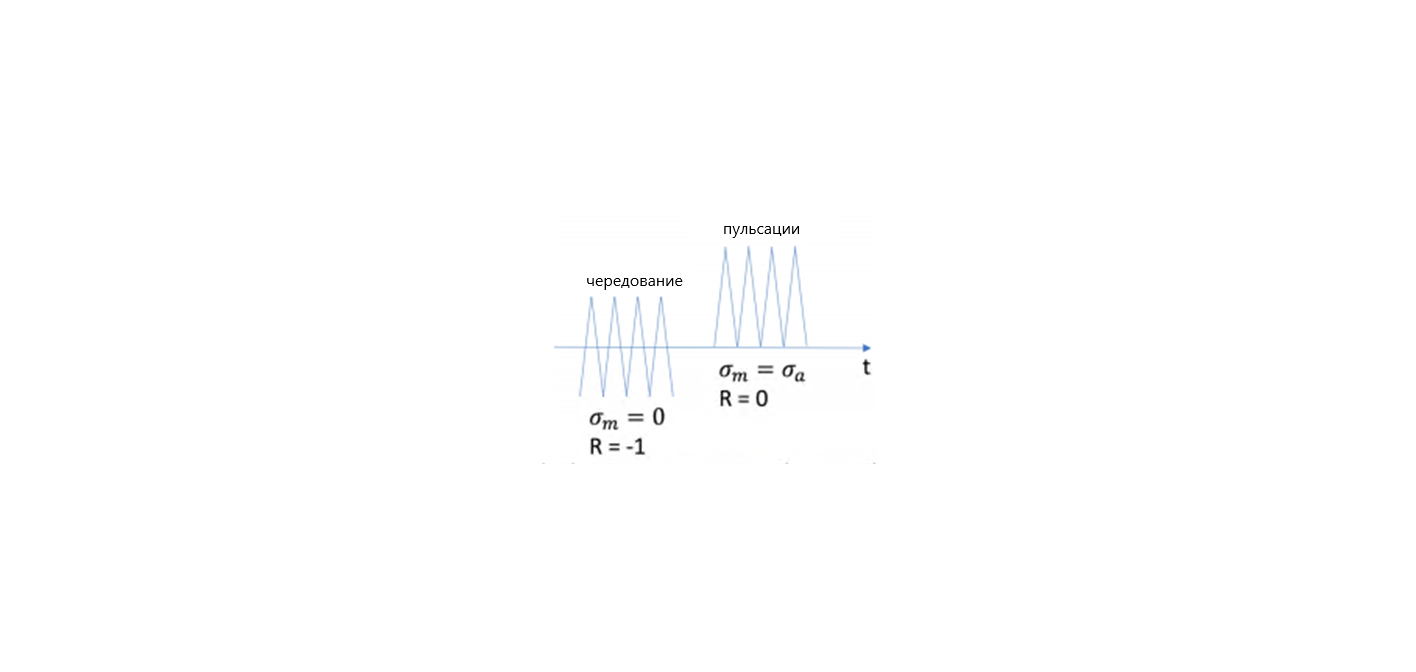 пульсации
чередование
σₘ = σₐ
t
R = 0
σₘ = 0
R = -1